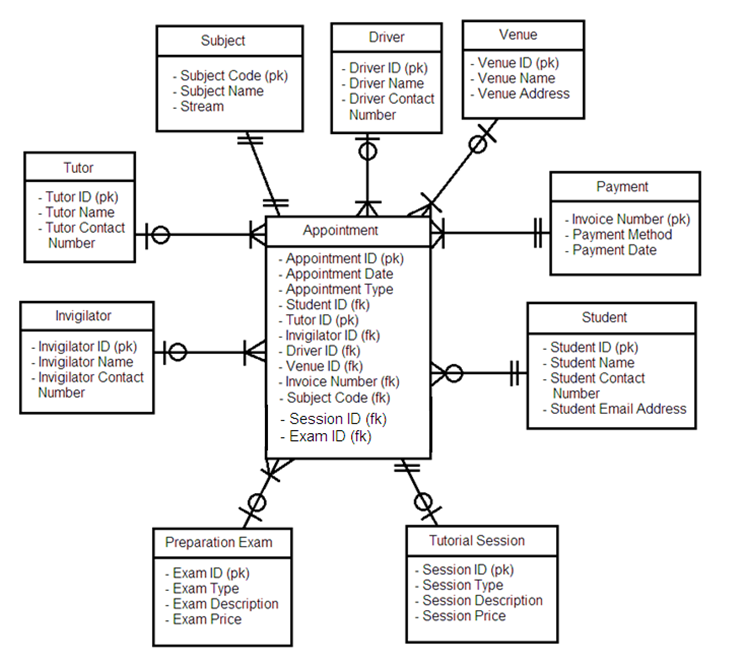 Subject
- Subject Code (pk)
- Subject Name
- Stream
Driver
- Driver ID (pk)
- Driver Name
- Driver Contact
Number
Venue
- Venue ID (pk)
- Venue Name
- Venue Address
Tutor
- Tutor ID (pk)
- Tutor Name
- Tutor Contact
Number
Payment
- Invoice Number (pk)
- Payment Method
- Payment Date
Appointment
- Appointment ID (pk)
- Appointment Date
- Appointment Type
- Student ID (fk)
- Tutor ID (pk)
- Invigilator ID (fk)
- Driver ID (fk)
- Venue ID (fk)
- Invoice Number (fk)
- Subject Code (fk)
- Session ID (fk)
- Exam ID (fk)
Invigilator
- Invigilator ID (pk)
- Invigilator Name
- Invigilator Contact
Number
Student
- Student ID (pk)
- Student Name
- Student Contact
Number
- Student Email Address
Preparation Exam
- Exam ID (pk)
- Exam Type
- Exam Description
- Exam Price
Tutorial Session
- Session ID (pk)
- Session Type
- Session Description
- Session Price